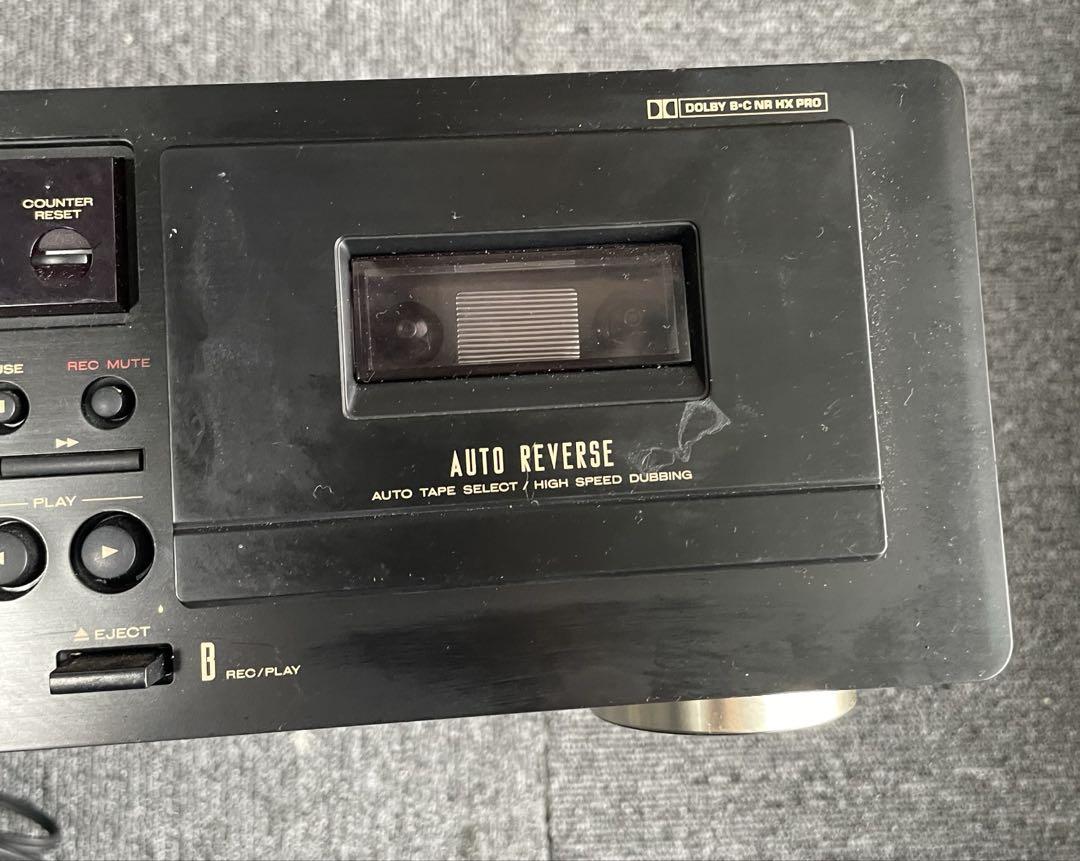 DOLBY B•C NR HX PRO
COUNTER
RESET
USE
REC MUTE
PLAY
AUTO REVERSE
AUTO TAPE SELECT / HIGH SPEED DUBBING
EJECT
B REC/PLAY